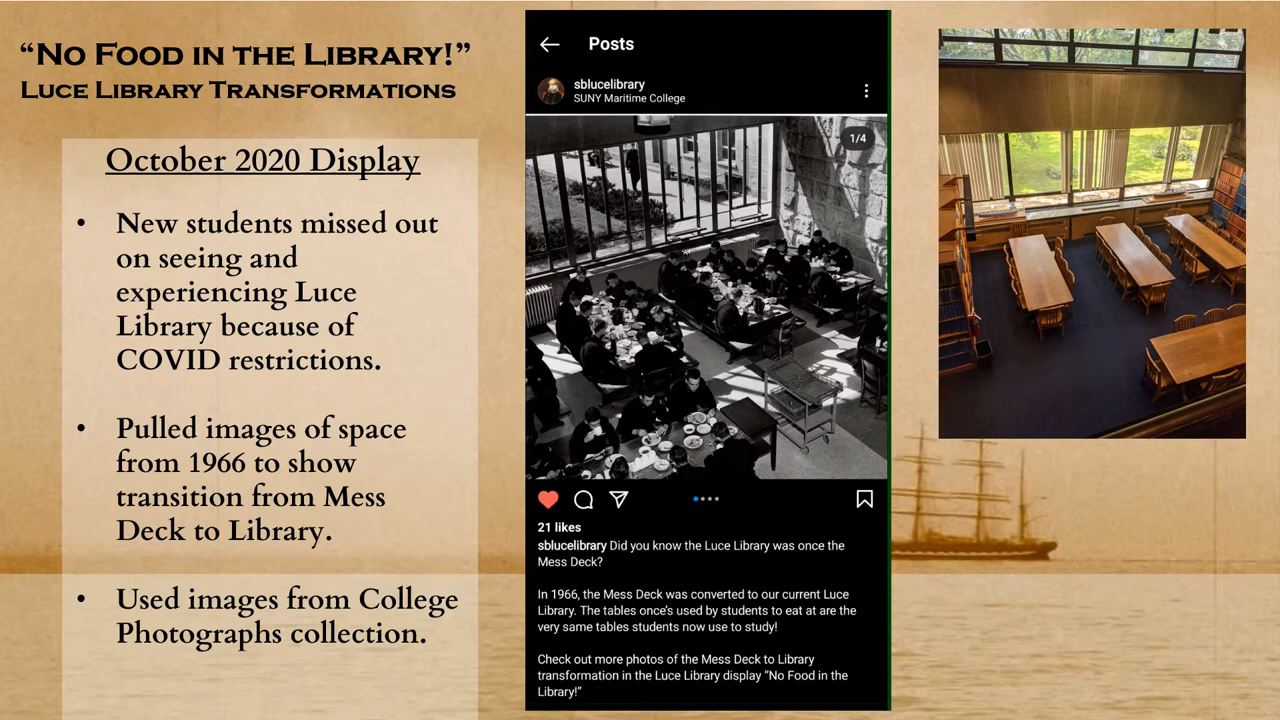 “No Food in the Library!”
Luce Library Transformations
October 2020 Display
• New students missed out
on seeing and
experiencing Luce
Library because of
COVID restrictions.
• Pulled images of space
from 1966 to show
transition from Mess
Deck to Library.
• Used images from College
Photographs collection.
Posts
sblucelibrary
SUNY Maritime College
1/4
21 likes
sblucelibrary Did you know the Luce Library was once the
Mess Deck?
In 1966, the Mess Deck was converted to our current Luce
Library. The tables once’s used by students to eat at are the
very same tables students now use to study!
Check out more photos of the Mess Deck to Library
transformation in the Luce Library display “No Food in the
Library!”